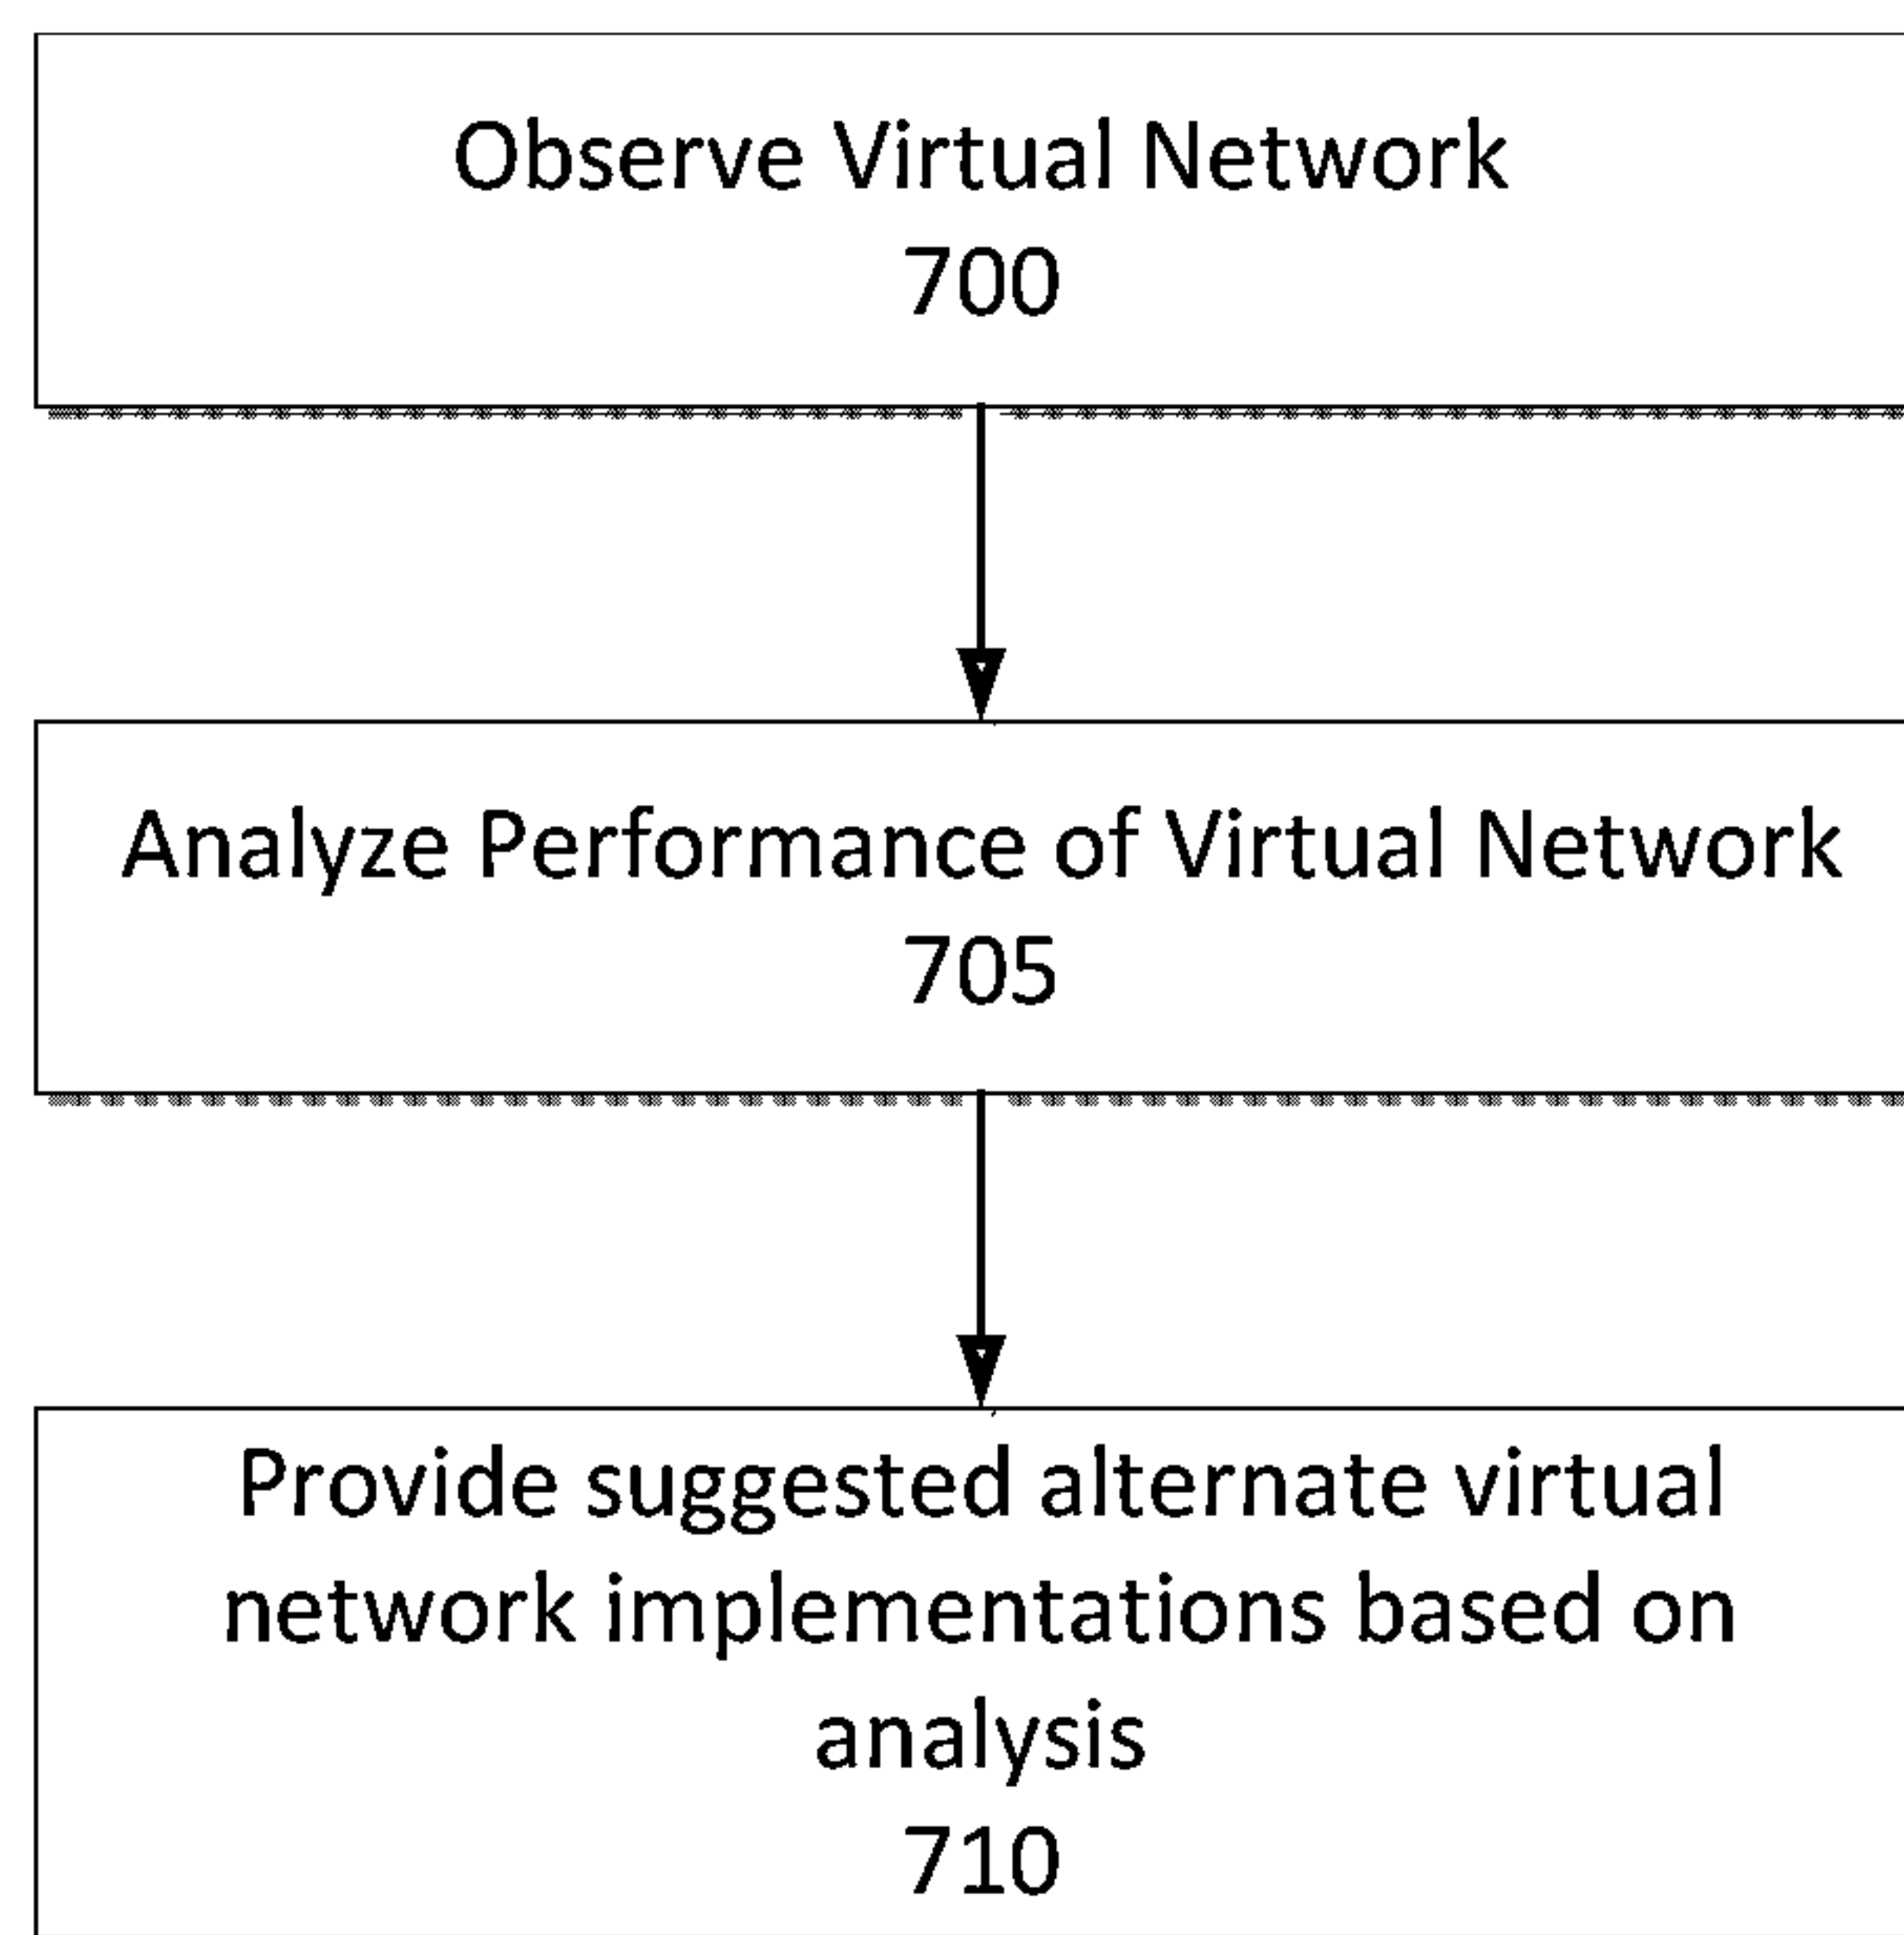 Observe Virtual Network
700
Analyze Performance of Virtual Network
705
Provide suggested alternate virtual
network implementations based on
analysis
710